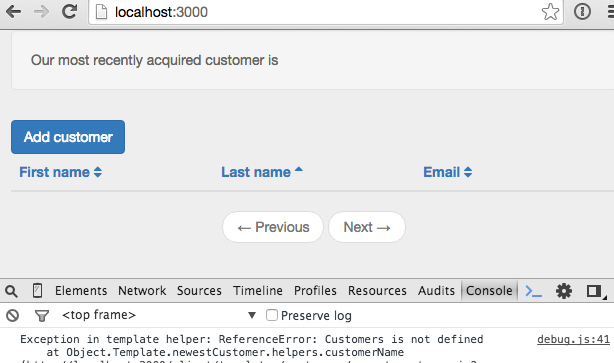 localhost:3000
Our most recently acquired customer is
Add customer
First name Last name Email
← Previous Next →
Elements Network Sources Timeline Profiles Resources Audits Console
<top frame> Preserve log
Exception in template helper: ReferenceError: Customers is not defined debug.js:41
at Object.Template.newestCustomer.helpers.customerName